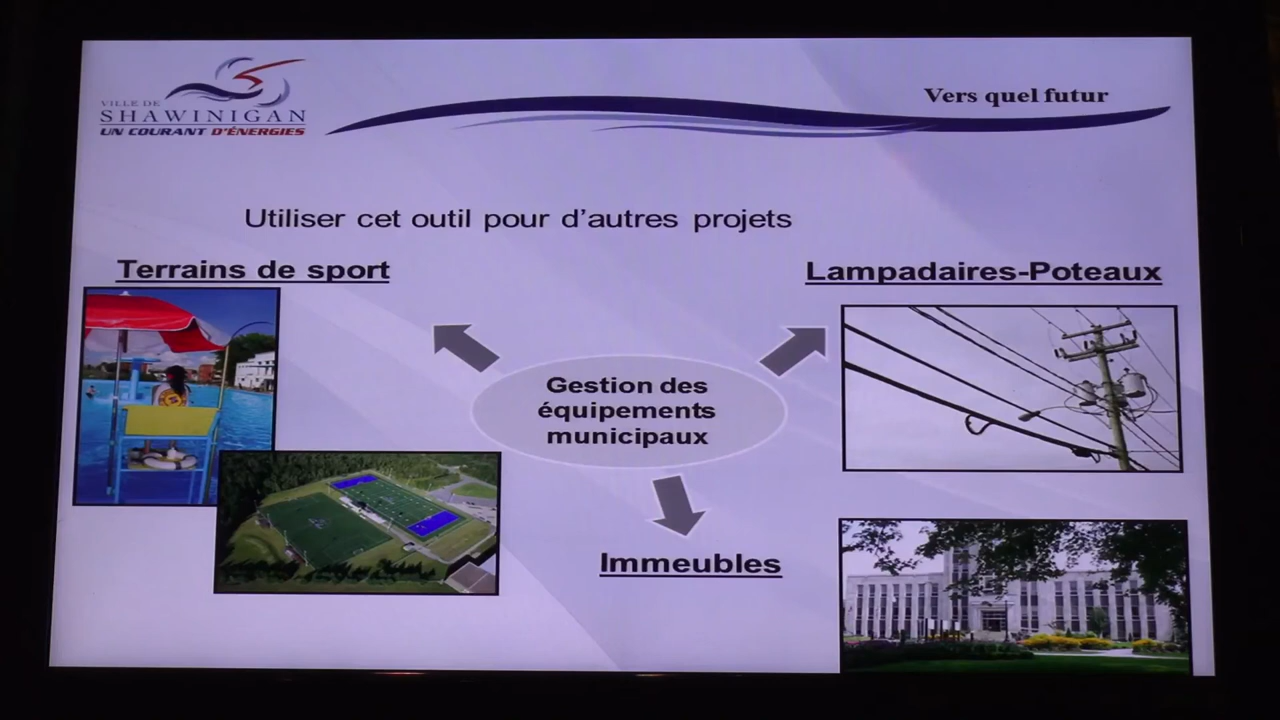 VILLE DE
SHAWINIGAN
UN COURANT D'ÉNERGIES
Vers quel futur
Utiliser cet outil pour d'autres projets
Terrains de sport
Lampadaires-Poteaux
Gestion des
équipements
municipaux
Immeubles